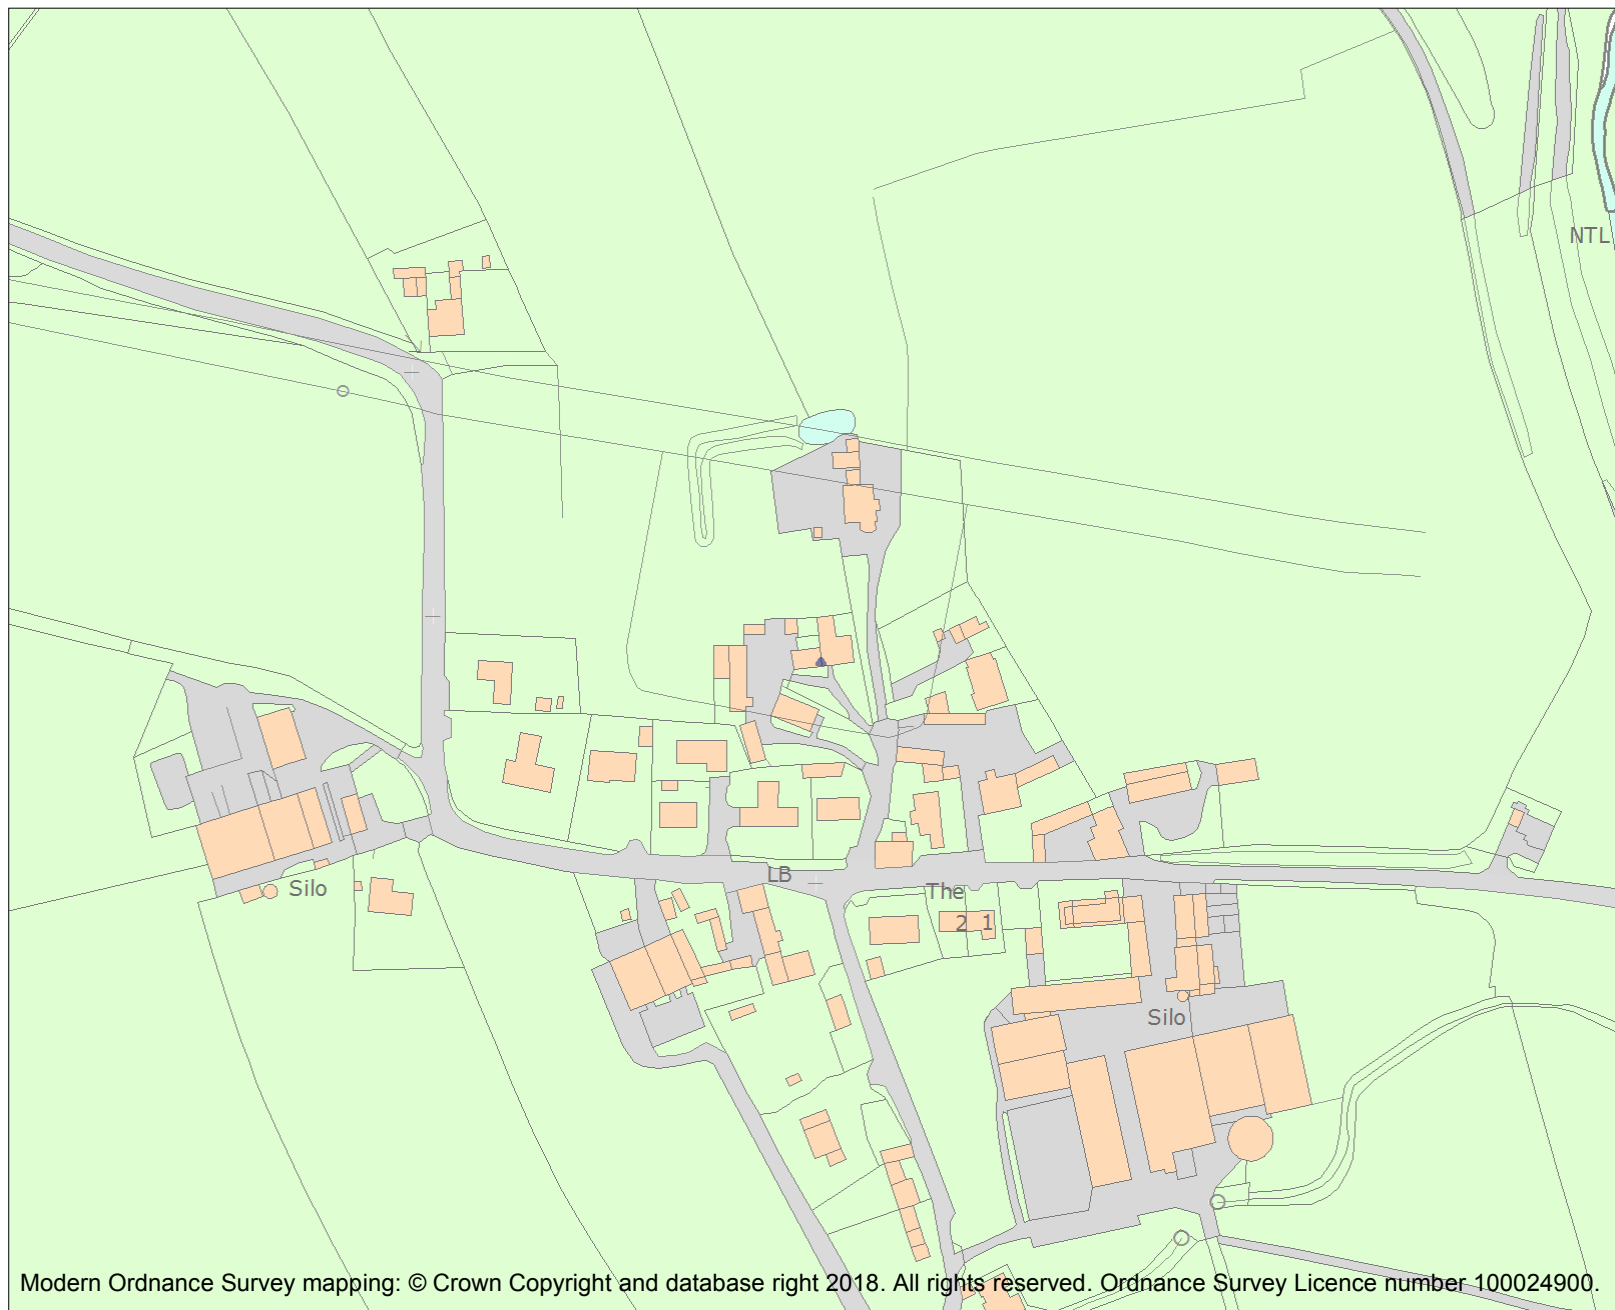 NTL
LB
Silo
The
2 1
Silo
Modern Ordnance Survey mapping: © Crown Copyright and database right 2018. All rights reserved. Ordnance Survey Licence number 100024900.